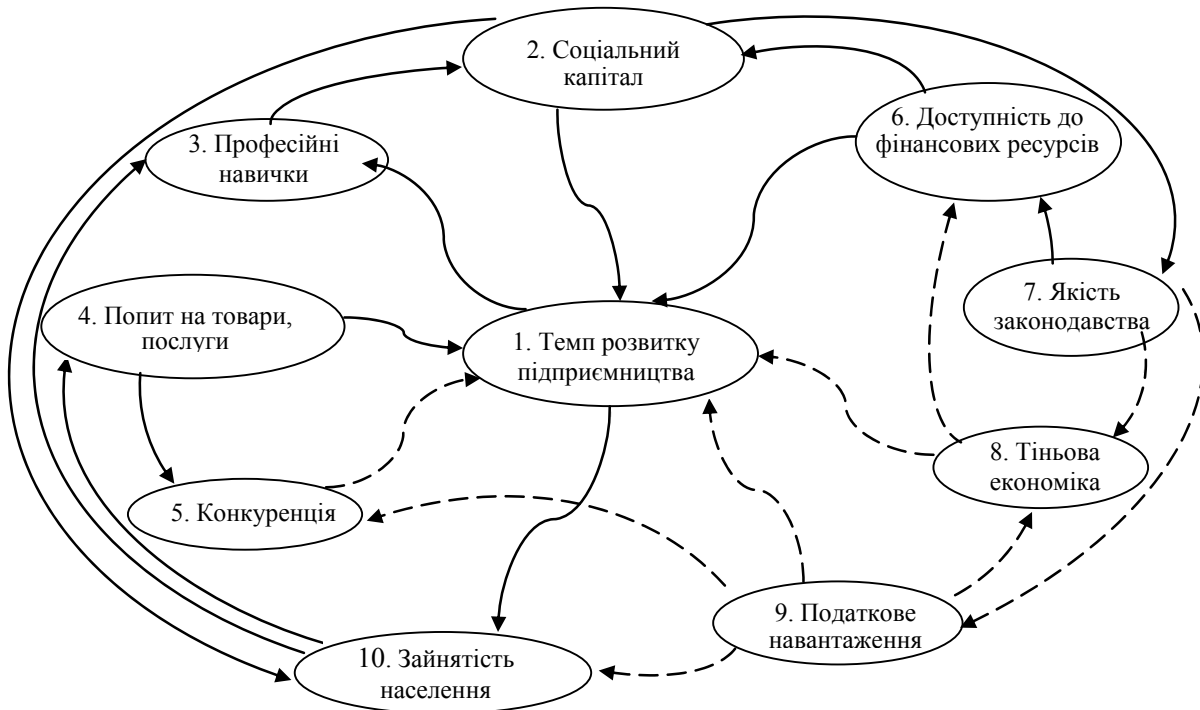 2. Соціальний
капітал
3. Професійні
навички
6. Доступність до
фінансових ресурсів
4. Попит на товари,
послуги
1. Темп розвитку
підприємництва
7. Якість
законодавства
5. Конкуренція
8. Тіньова
економіка
9. Податкове
навантаження
10. Зайнятість
населення